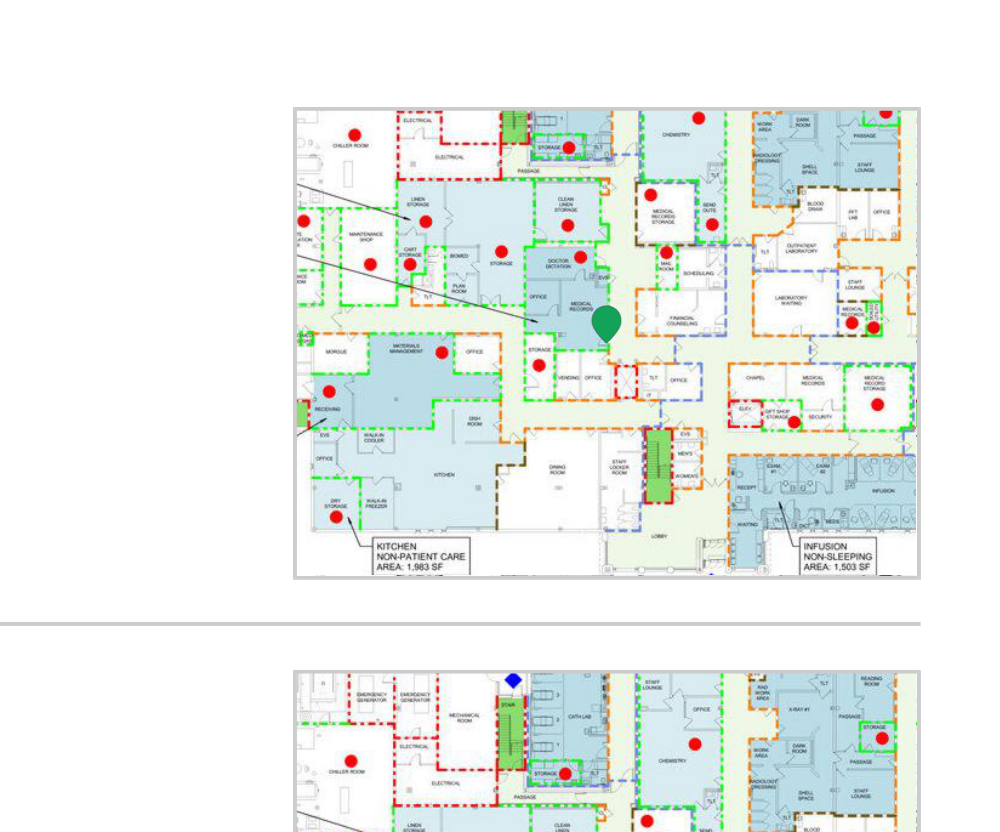 ELECTRICAL
CHILLER ROOM
ELECTRICAL
STORAGE
TLT
PASSAGE
CHEMISTRY
WORK
AREA
DARK
ROOM
PASSAGE
RADIOLOGY
DRESSING
SHELL
SPACE
STAFF
LOUNGE
TLT
TLT
LINEN
STORAGE
CLEAN
LINEN
STORAGE
MEDICAL
RECORDS
STORAGE
SEND
OUTS
BLOOD
DRAW
OFFICE
LAB
MAINTENANCE
SHOP
CART
STORAGE
BIOMED
STORAGE
DOCTOR
DICTATION
EVS
ROOM
SCHEDULING
TLT
OUTPATIENT
LABORATORY
PLAN
ROOM
TLT
OFFICE
MEDICAL
RECORDS
FINANCIAL
COUNSELING
LABORATORY
WAITING
STAFF
LOUNGE
MEDICAL
RECORDS
MORGUE
MATERIALS
MANAGEMENT
OFFICE
STORAGE
VENDING
OFFICE
TLT
OFFICE
IT
CHAPEL
MEDICAL
RECORDS
MEDICAL
RECORD
STORAGE
RECEIVING
ELEV.
GIFT SHOP
STORAGE
SECURITY
DISH
ROOM
EVS
WALK-IN
COOLER
OFFICE
KITCHEN
DINING
ROOM
STAFF
LOCKER
ROOM
EVS
MEN'S
WOMEN'S
DRY
STORAGE
WALK-IN
FREEZER
RECEPT
EXAM
#1
EXAM
#2
INFUSION
WAITING
TLT
DICT
MEDS
LOBBY
KITCHEN
NON-PATIENT CARE
AREA: 1,983 SF
INFUSION
NON-SLEEPING
AREA: 1,503 SF
EMERGENCY
GENERATOR
EMERGENCY
GENERATOR
MECHANICAL
ROOM
STAIR
CATH LAB
STAFF
LOUNGE
OFFICE
RAD
WORK
AREA
TLT
READING
ROOM
X-RAY #1
PASSAGE
STORAGE
ELECTRICAL
CHILLER ROOM
ELECTRICAL
STORAGE
TLT
PASSAGE
CHEMISTRY
WORK
AREA
DARK
ROOM
PASSAGE
RADIOLOGY
DRESSING
SHELL
SPACE
STAFF
LOUNGE
TLT
TLT
LINEN
STORAGE
CLEAN
LINEN
SEND
BLOOD